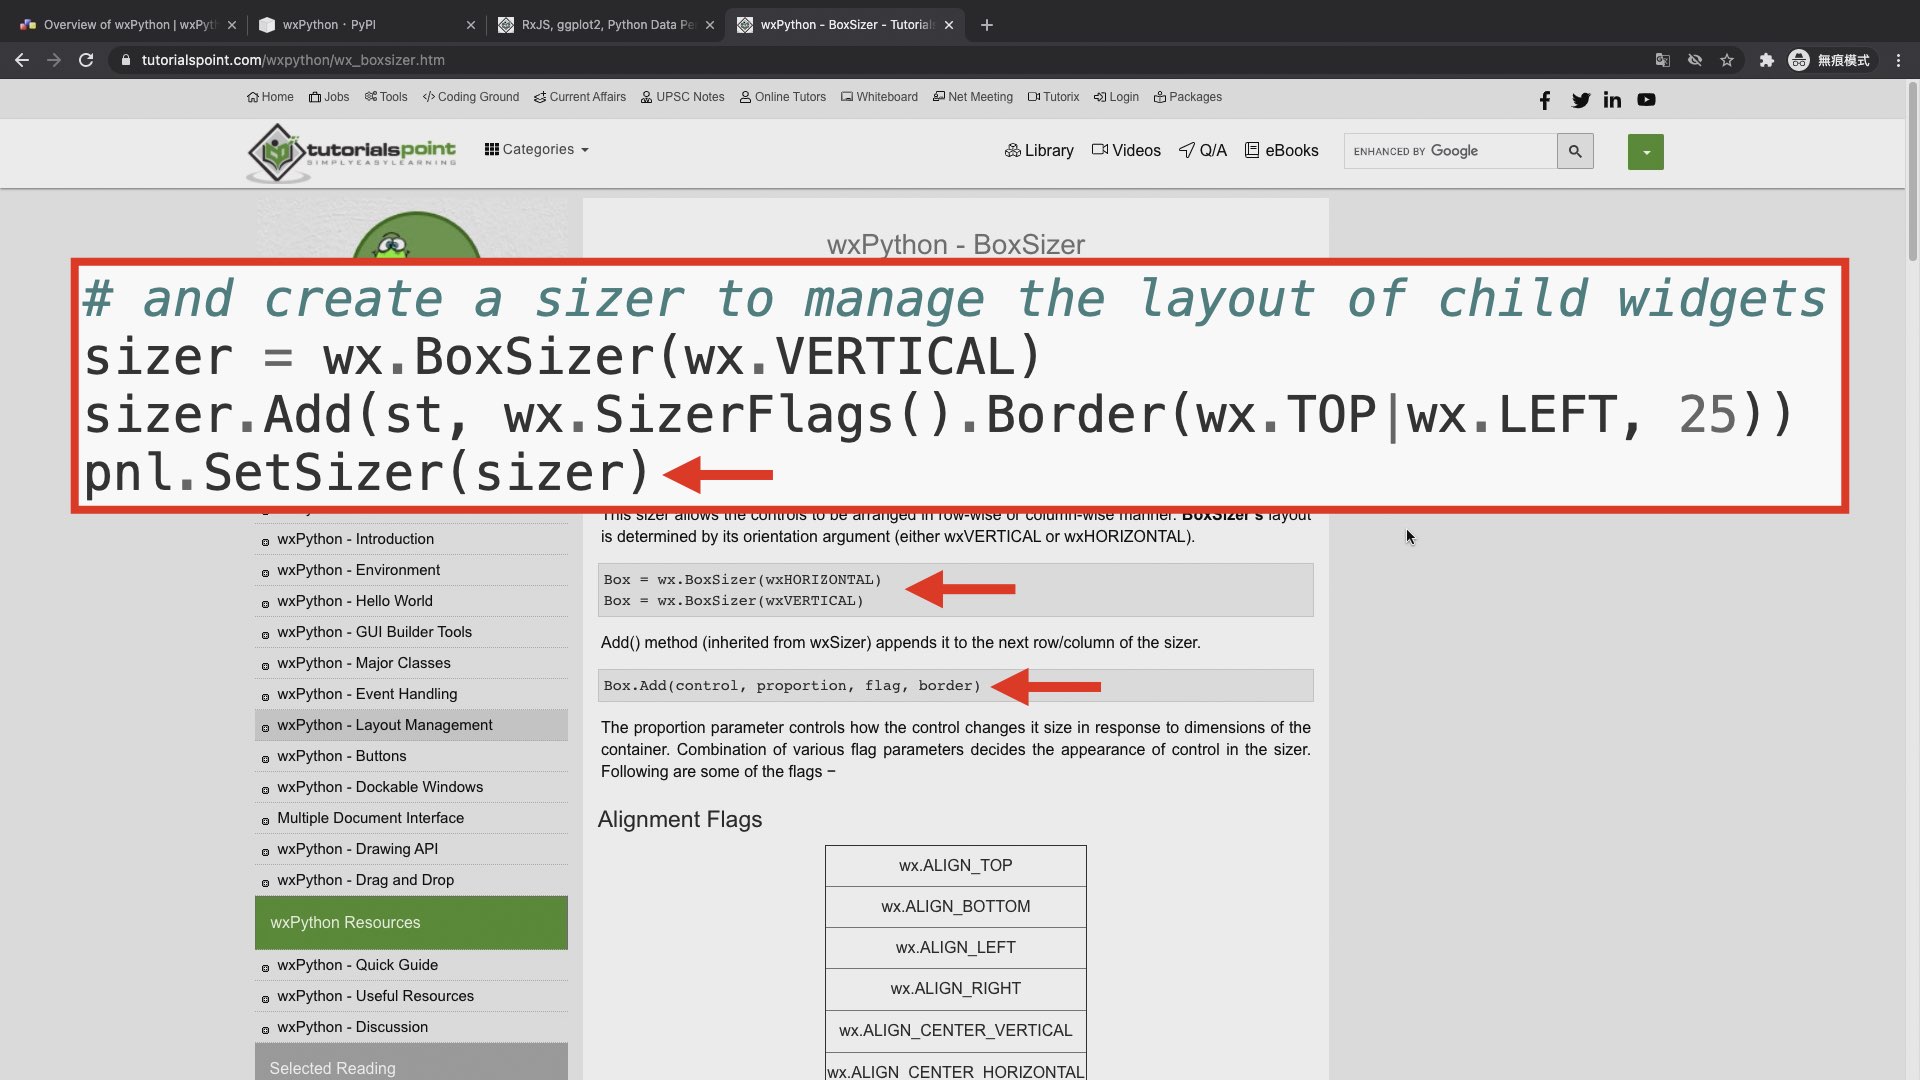 Overview of wxPython | wxPyth
wxPython · PyPI
RxJS, ggplot2, Python Data Pe
wxPython - BoxSizer - Tutorials
tutorialspoint.com/wxpython/wx_boxsizer.htm
無痕模式
Home
Jobs
Tools
</> Coding Ground
Current Affairs
UPSC Notes
Online Tutors
Whiteboard
Net Meeting
Tutorix
Login
Packages
tutorialspoint
SIMPLYEASYLEARNING
Categories
Library
Videos
Q/A
eBooks
ENHANCED BY Google
wxPython - BoxSizer
# and create a sizer to manage the layout of child widgets
sizer = wx.BoxSizer(wx.VERTICAL)
sizer.Add(st, wx.SizerFlags().Border(wx.TOP|wx.LEFT, 25))
pnl.SetSizer(sizer)
wxPython - Introduction
wxPython - Environment
wxPython - Hello World
wxPython - GUI Builder Tools
wxPython - Major Classes
wxPython - Event Handling
wxPython - Layout Management
wxPython - Buttons
wxPython - Dockable Windows
Multiple Document Interface
wxPython - Drawing API
wxPython - Drag and Drop
wxPython Resources
wxPython - Quick Guide
wxPython - Useful Resources
wxPython - Discussion
Selected Reading
This sizer allows the controls to be arranged in row-wise or column-wise manner. BoxSizer's layout
is determined by its orientation argument (either wxVERTICAL or wxHORIZONTAL).
Box = wx.BoxSizer(wxHORIZONTAL)
Box = wx.BoxSizer(wxVERTICAL)
Add() method (inherited from wxSizer) appends it to the next row/column of the sizer.
Box.Add(control, proportion, flag, border)
The proportion parameter controls how the control changes it size in response to dimensions of the
container. Combination of various flag parameters decides the appearance of control in the sizer.
Following are some of the flags −
Alignment Flags
wx.ALIGN_TOP
wx.ALIGN_BOTTOM
wx.ALIGN_LEFT
wx.ALIGN_RIGHT
wx.ALIGN_CENTER_VERTICAL
wx.ALIGN_CENTER_HORIZONTAL